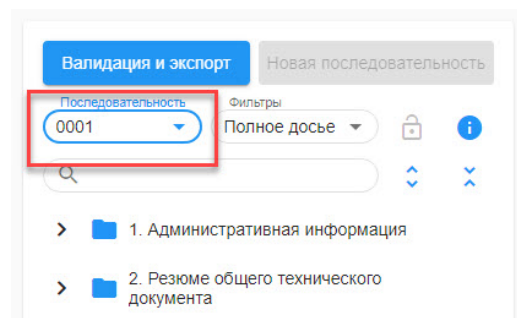 Валидация и экспорт
Новая последовательность
Последовательность
Фильтры
0001
Полное досье
1. Административная информация
2. Резюме общего технического
документа